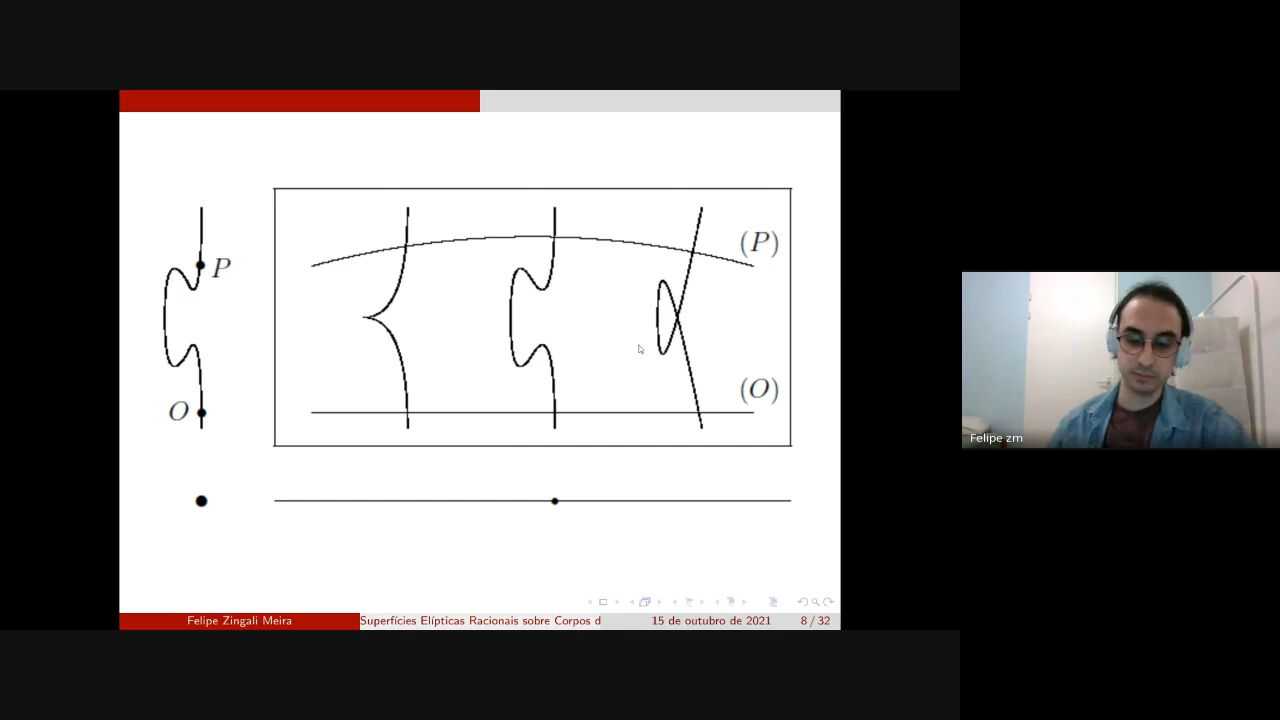 P
O
(P)
(O)
Felipe Zingali Meira
Superfícies Elípticas Racionais sobre Corpos d
15 de outubro de 2021
8 / 32
Felipe zm